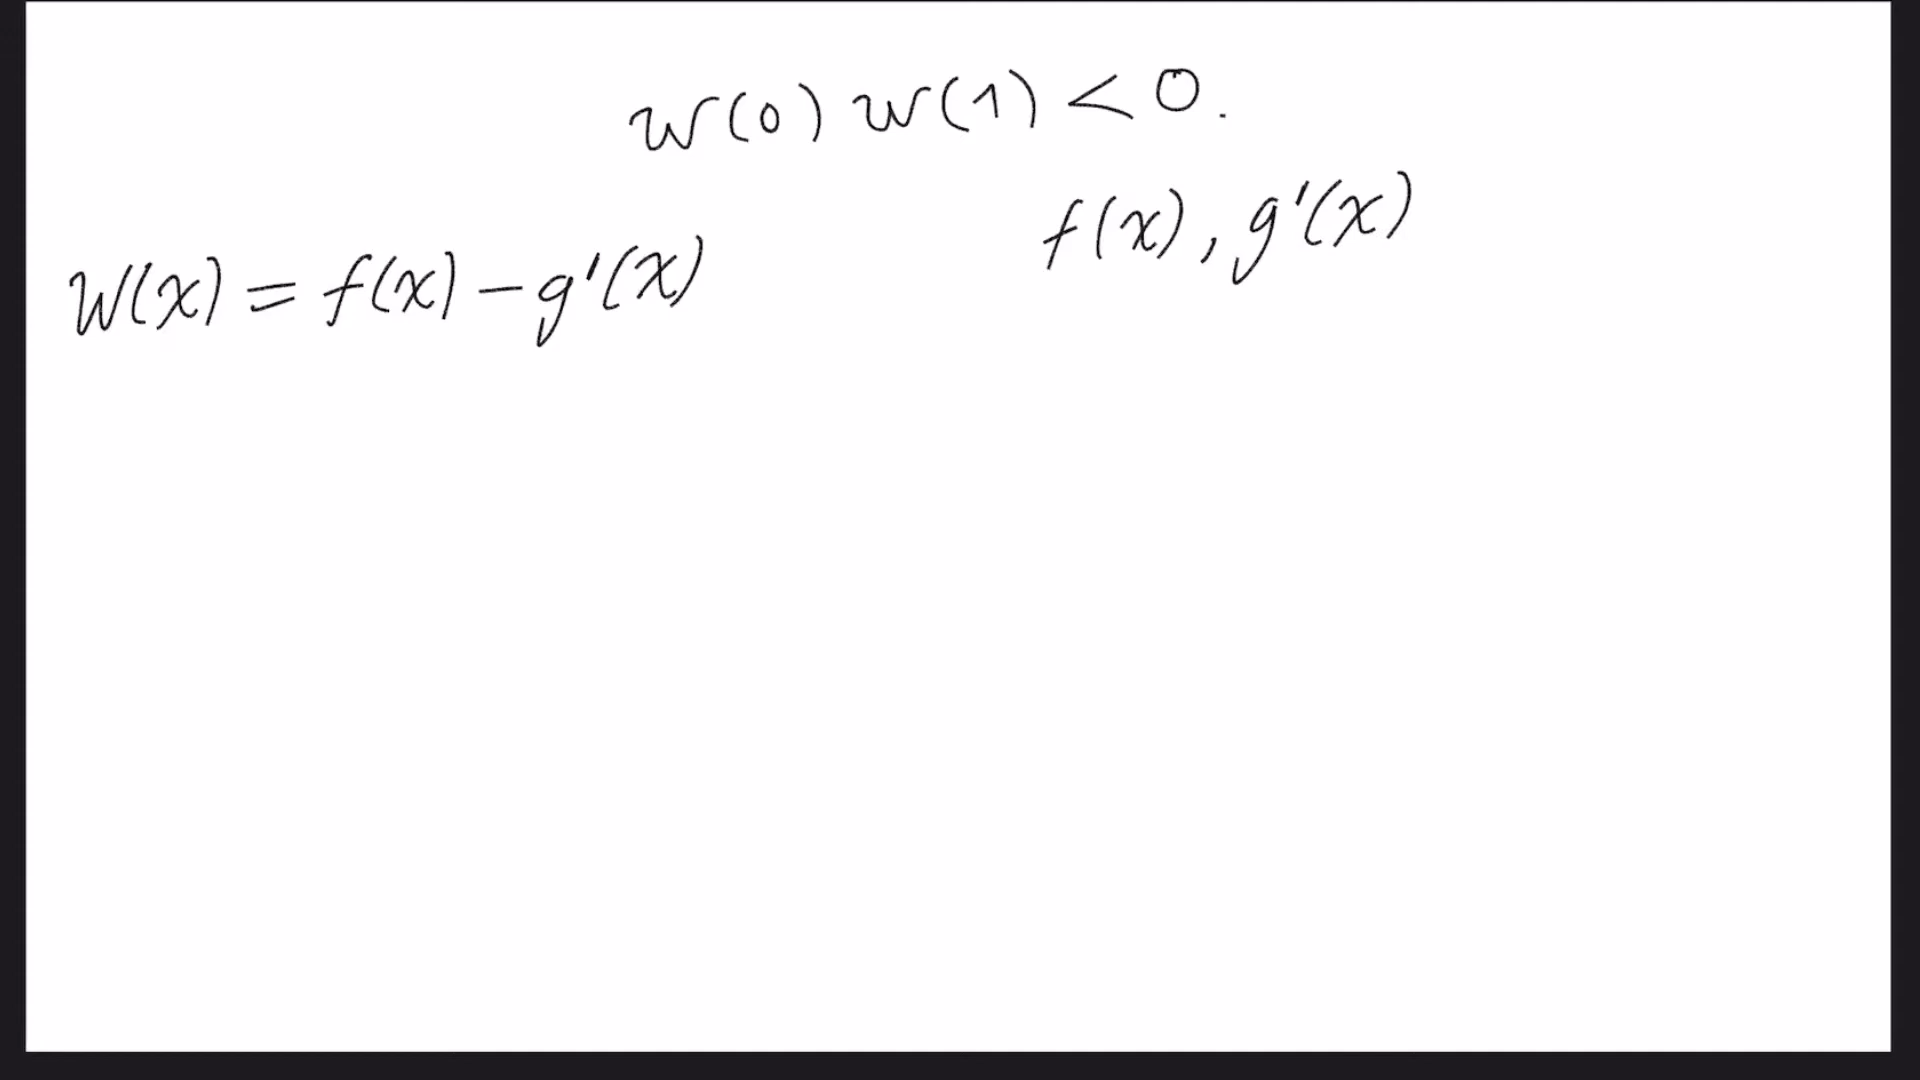 w(0) w(1) < 0.
f(x), g'(x)
W(x) = f(x) - g'(x)